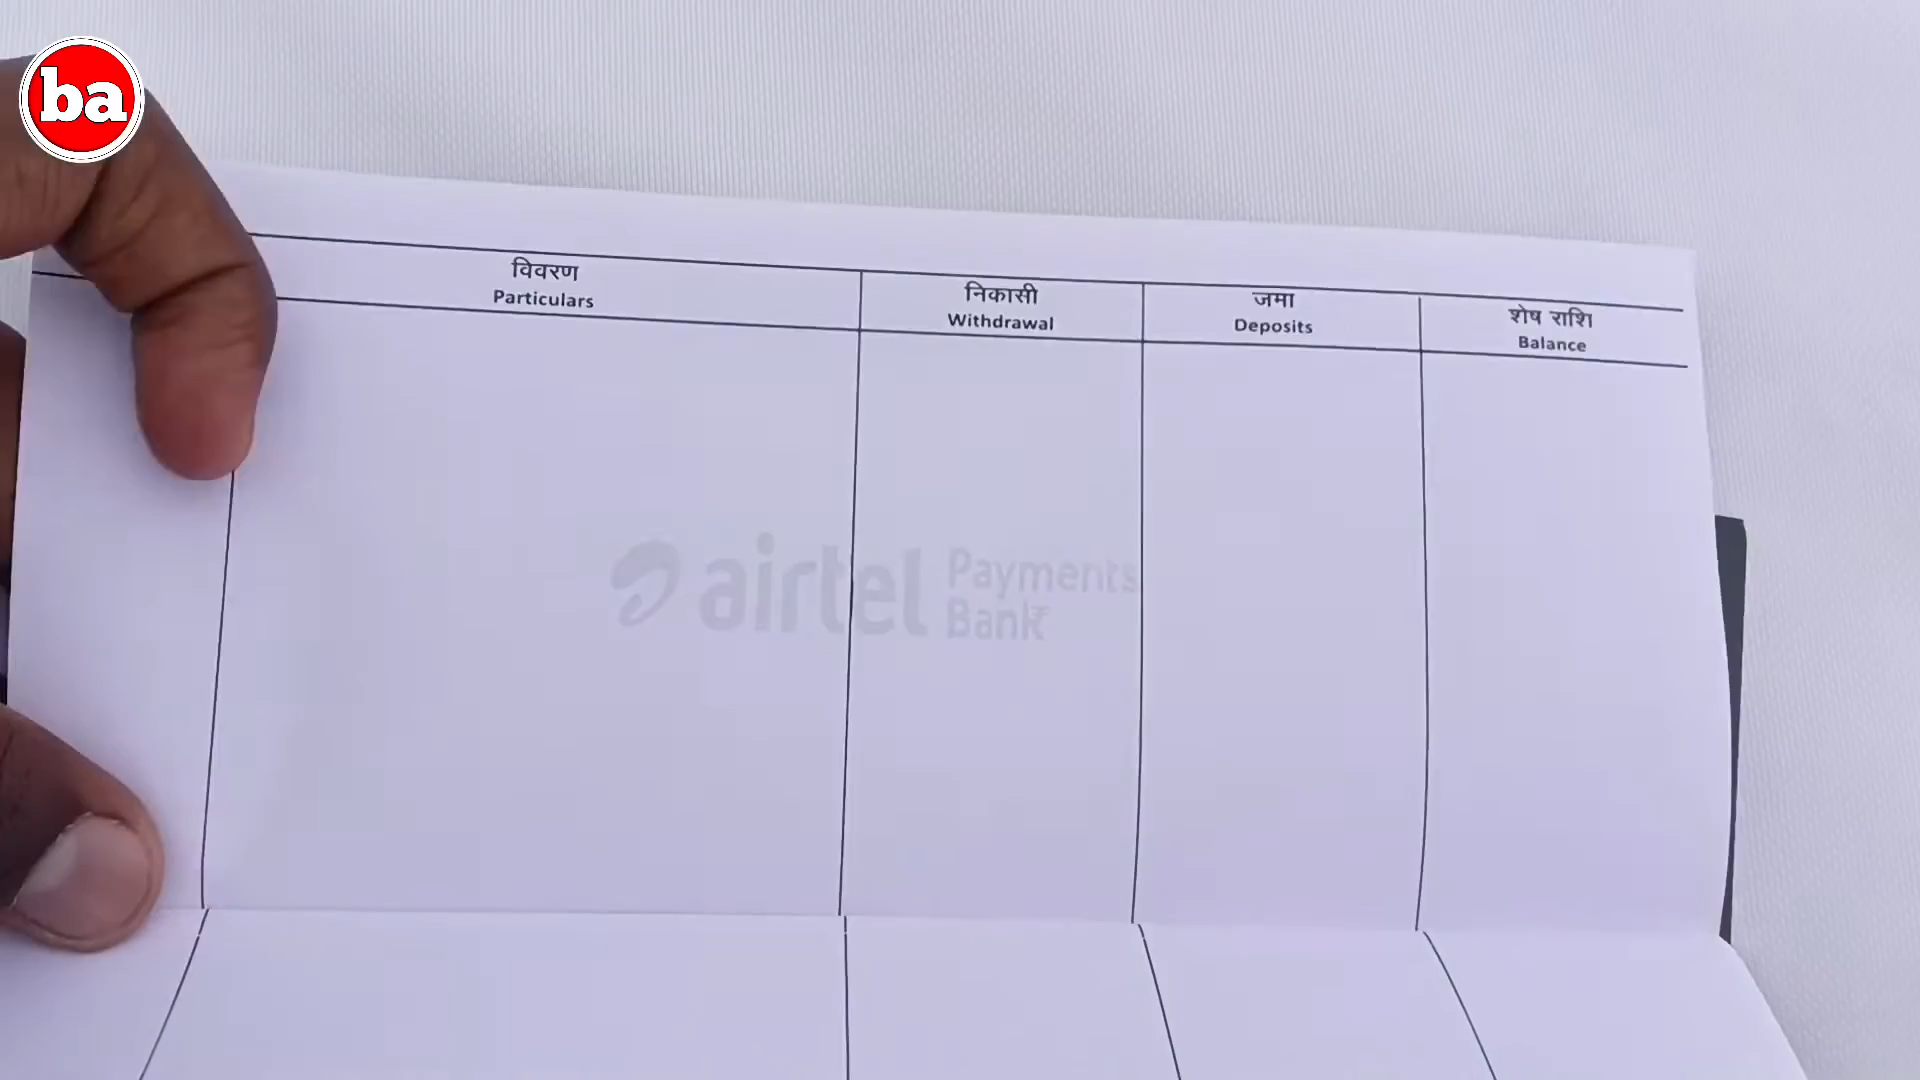 ba
विवरण
Particulars
निकासी
Withdrawal
जमा
Deposits
शेष राशि
Balance
airtel
Payments
Bank